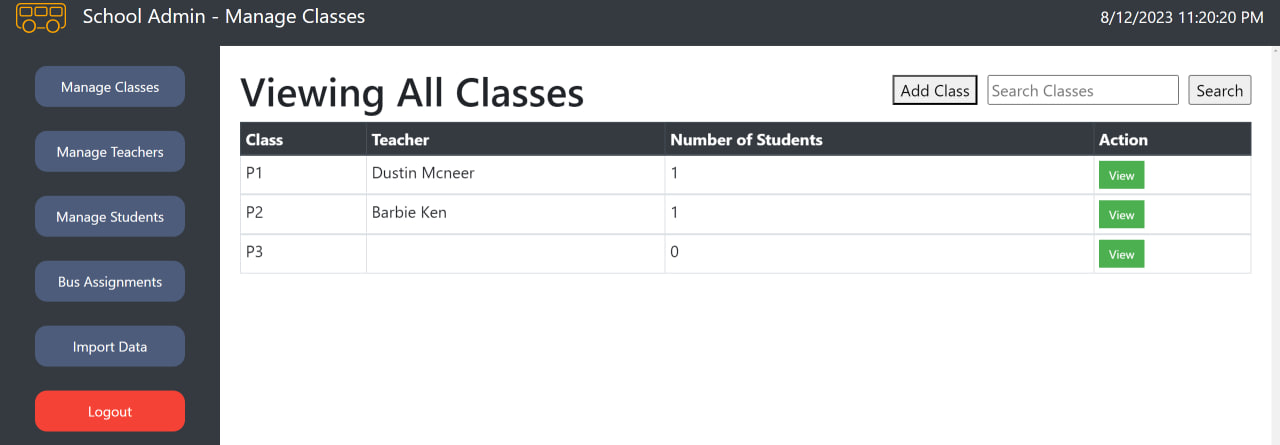 School Admin - Manage Classes
8/12/2023 11:20:20 PM
Manage Classes
Manage Teachers
Manage Students
Bus Assignments
Import Data
Logout
Viewing All Classes
Add Class Search Classes Search
Class Teacher Number of Students Action
P1 Dustin Mcneer 1 View
P2 Barbie Ken 1 View
P3 0 View